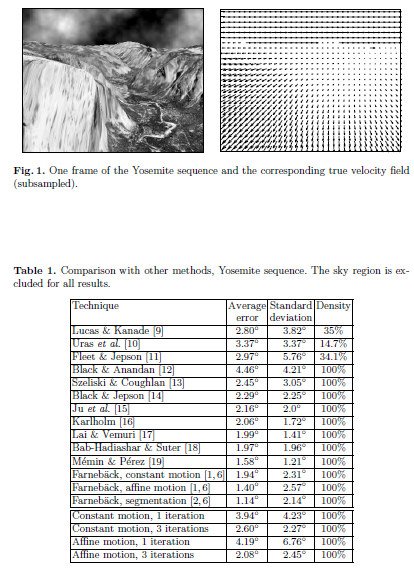 Fig. 1. One frame of the Yosemite sequence and the corresponding true velocity field
(subsampled).
Table 1. Comparison with other methods, Yosemite sequence. The sky region is ex-
cluded for all results.
Technique Average Standard Density
error deviation
Lucas & Kanade [9] 2.80° 3.82° 35%
Uras et al. [10] 3.37° 3.37° 14.7%
Fleet & Jepson [11] 2.97° 5.76° 34.1%
Black & Anandan [12] 4.46° 4.21° 100%
Szeliski & Coughlan [13] 2.45° 3.05° 100%
Black & Jepson [14] 2.29° 2.25° 100%
Ju et al. [15] 2.16° 2.0° 100%
Karlholm [16] 2.06° 1.72° 100%
Lai & Vemuri [17] 1.99° 1.41° 100%
Bab-Hadiashar & Suter [18] 1.97° 1.96° 100%
Mémin & Pérez [19] 1.58° 1.21° 100%
Farnebäck, constant motion [1, 6] 1.94° 2.31° 100%
Farnebäck, affine motion [1, 6] 1.40° 2.57° 100%
Farnebäck, segmentation [2, 6] 1.14° 2.14° 100%
Constant motion, 1 iteration 3.94° 4.23° 100%
Constant motion, 3 iterations 2.60° 2.27° 100%
Affine motion, 1 iteration 4.19° 6.76° 100%
Affine motion, 3 iterations 2.08° 2.45° 100%